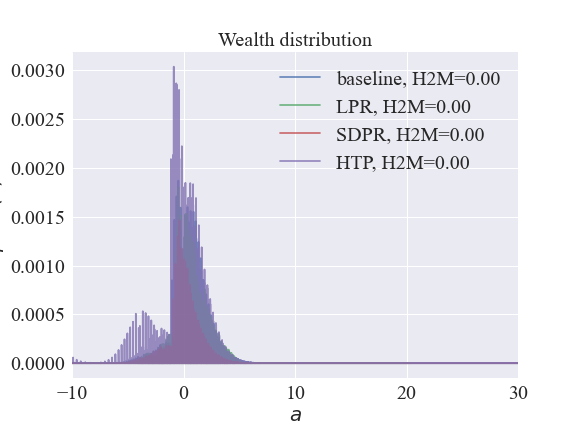 Wealth distribution
0.0030
0.0025
0.0020
0.0015
0.0010
0.0005
0.0000
baseline, H2M=0.00
LPR, H2M=0.00
SDPR, H2M=0.00
HTP, H2M=0.00
−10
0
10
20
30
a